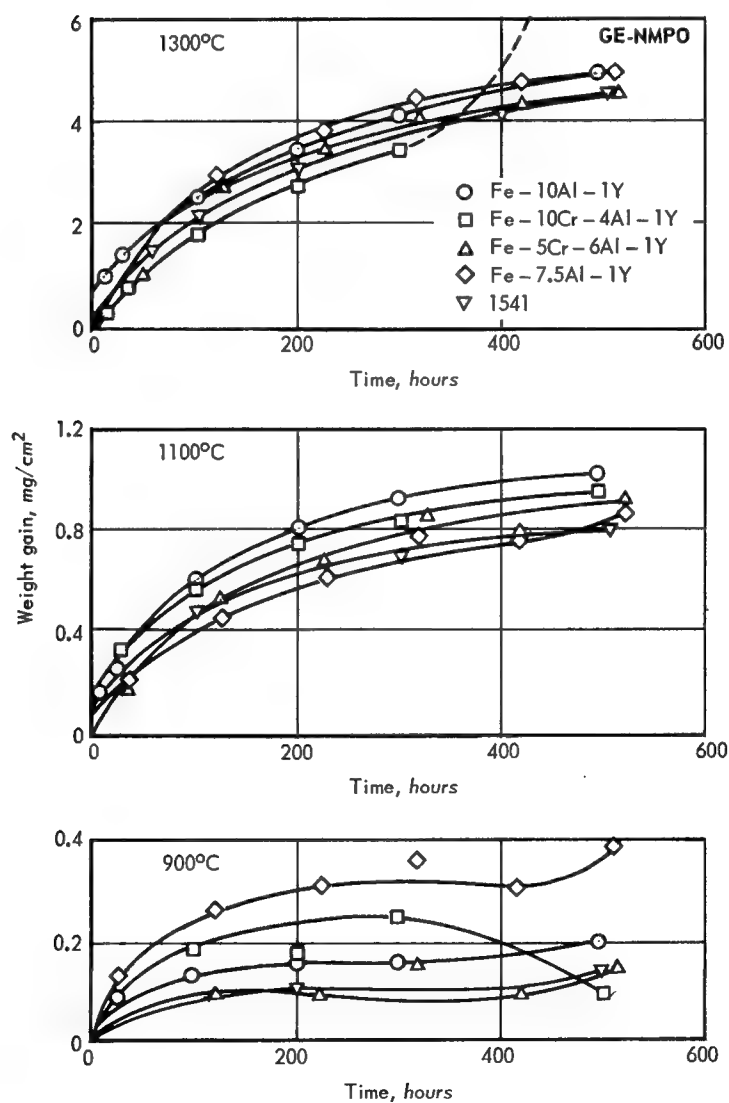 1300°C
GE-NMPO
6
4
2
0
Fe-10Al-1Y
Fe-10Cr-4Al-1Y
Fe-5Cr-6Al-1Y
Fe-7.5Al-1Y
1541
0
200
400
600
Time, hours
Weight gain, mg/cm²
1100°C
1.2
0.8
0.4
0
0
200
400
600
Time, hours
900°C
0.4
0.2
0
0
200
400
600
Time, hours